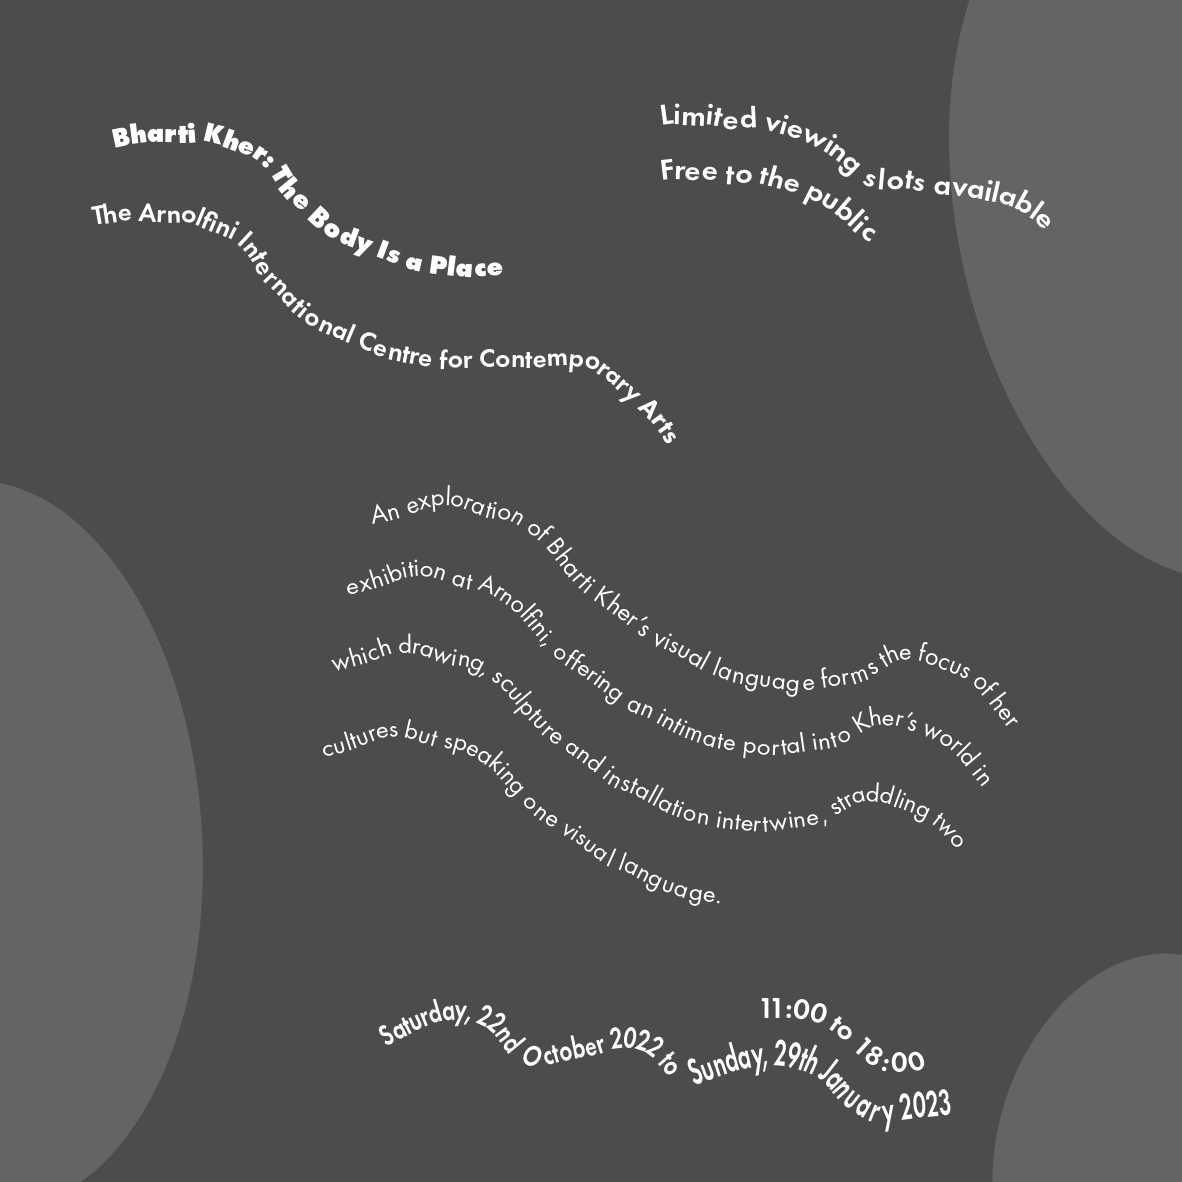 Bharti Kher: The Body Is a Place
The Arnolfini International Centre for Contemporary Arts
Limited viewing slots available
Free to the public
An exploration of Bharti Kher's visual language forms the focus of her
exhibition at Arnolfini, offering an intimate portal into Kher's world in
which drawing, sculpture and installation intertwine, straddling two
cultures but speaking one visual language.
11:00 to 18:00
Saturday, 22nd October 2022 to Sunday, 29th January 2023